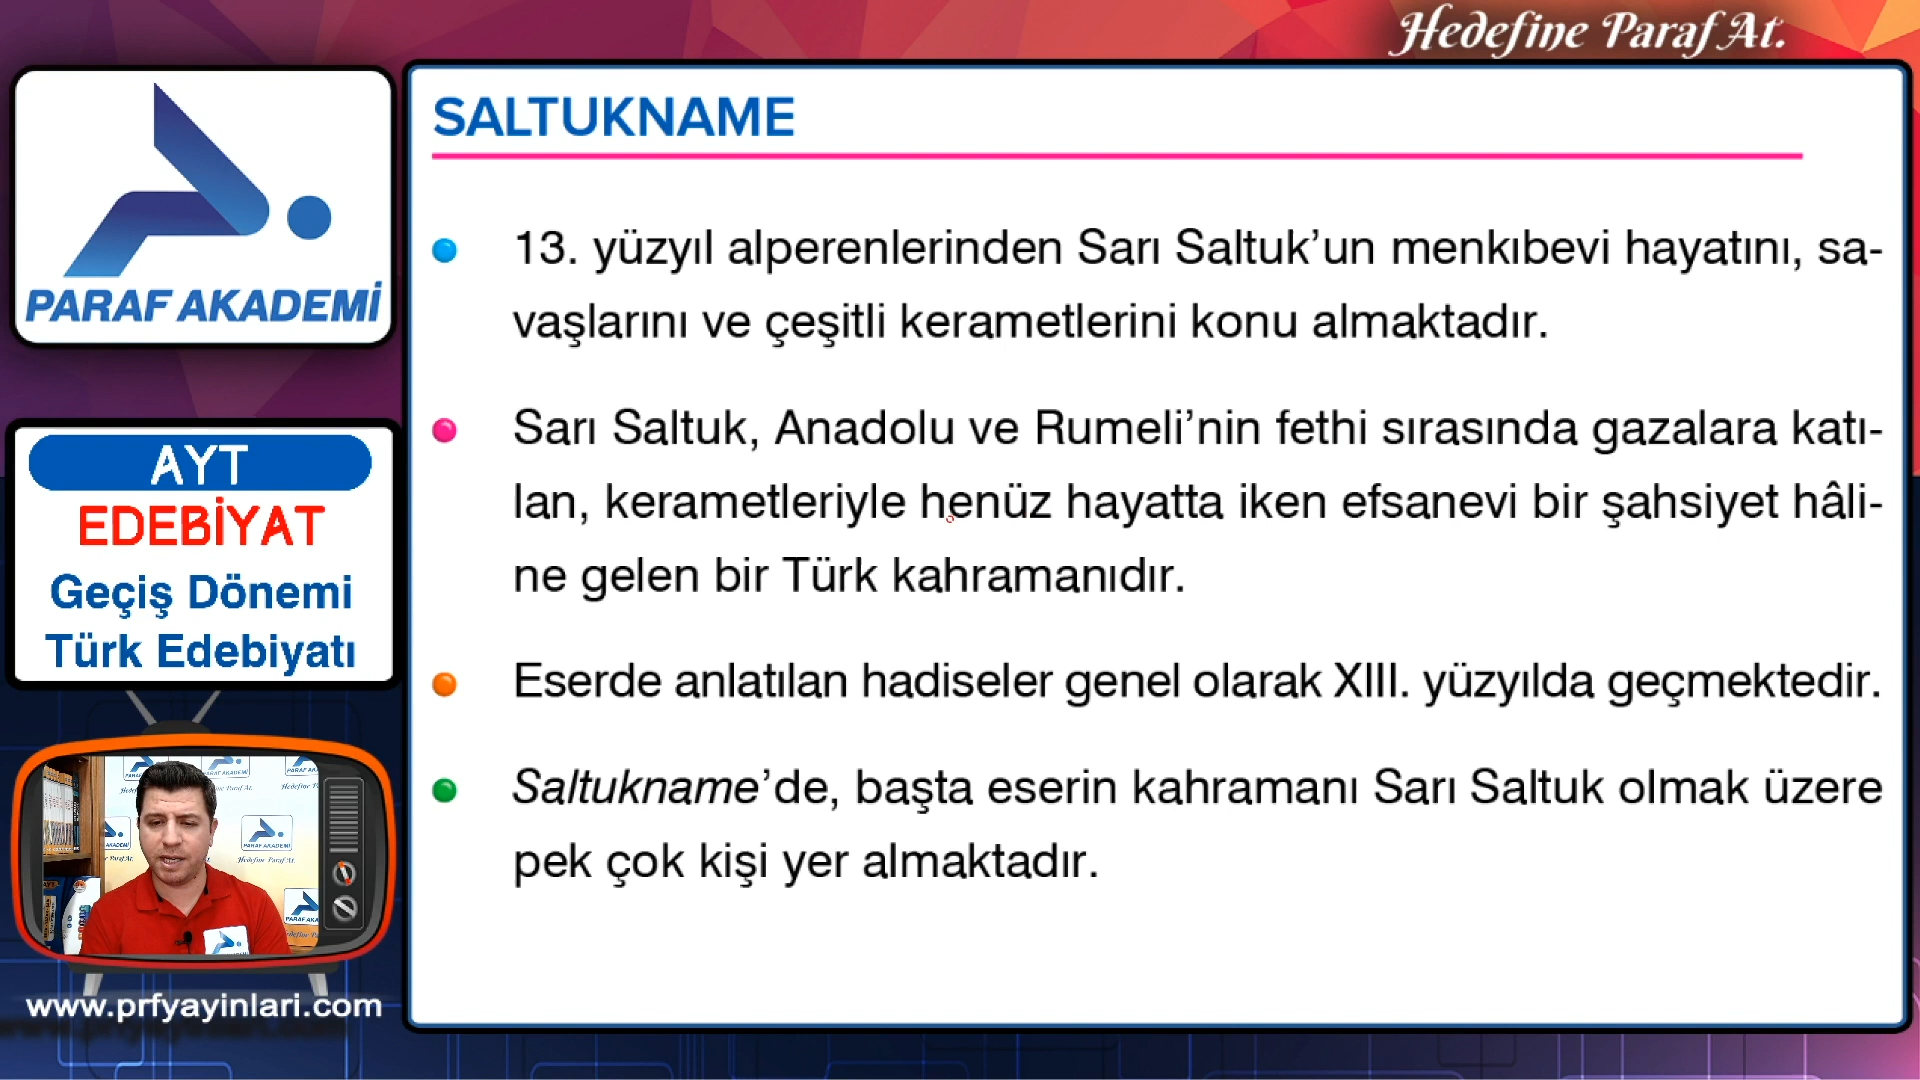 Hedefine Paraf At.
PARAF AKADEMİ
AYT
EDEBİYAT
Geçiş Dönemi
Türk Edebiyatı
www.prfyayinlari.com
SALTUKNAME
13. yüzyıl alperenlerinden Sarı Saltuk’un menkıbevi hayatını, sa-
vaşlarını ve çeşitli kerametlerini konu almaktadır.
Sarı Saltuk, Anadolu ve Rumeli’nin fethi sırasında gazalara katı-
lan, kerametleriyle henüz hayatta iken efsanevi bir şahsiyet hâli-
ne gelen bir Türk kahramanıdır.
Eserde anlatılan hadiseler genel olarak XIII. yüzyılda geçmektedir.
Saltukname’de, başta eserin kahramanı Sarı Saltuk olmak üzere
pek çok kişi yer almaktadır.